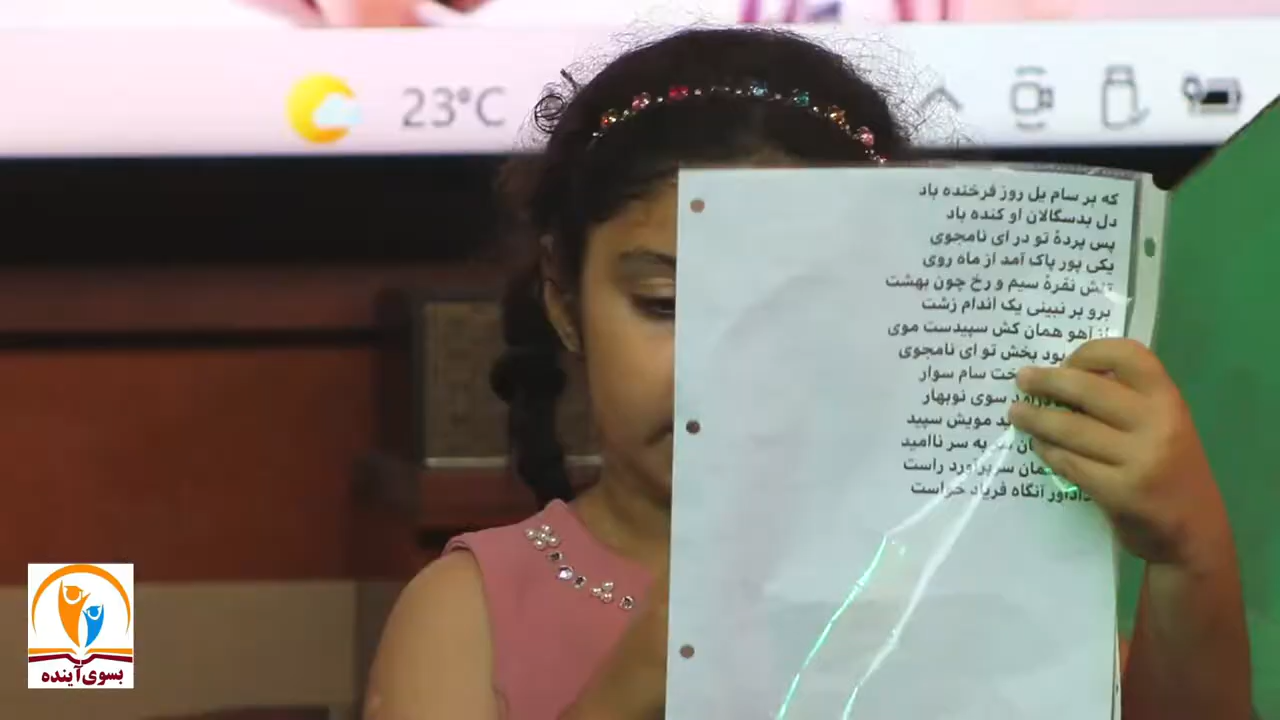 23°C
که بر سام یل روز فرخنده باد
دل بدسگالان او کنده باد
پس پردهٔ تو در ای نامجوی
یکی پور پاک آمد از ماه روی
تنش نقرهٔ سیم و رخ چون بهشت
برو بر نبینی یک اندام زشت
از آهو همان کش سپیدست موی
بود بخش تو ای نامجوی
سام سوار
سوی نوبهار
مویش سپید
به سر ناامید
سربرآورد راست
دادآور آنگاه فریاد خواست
بسوی آینده